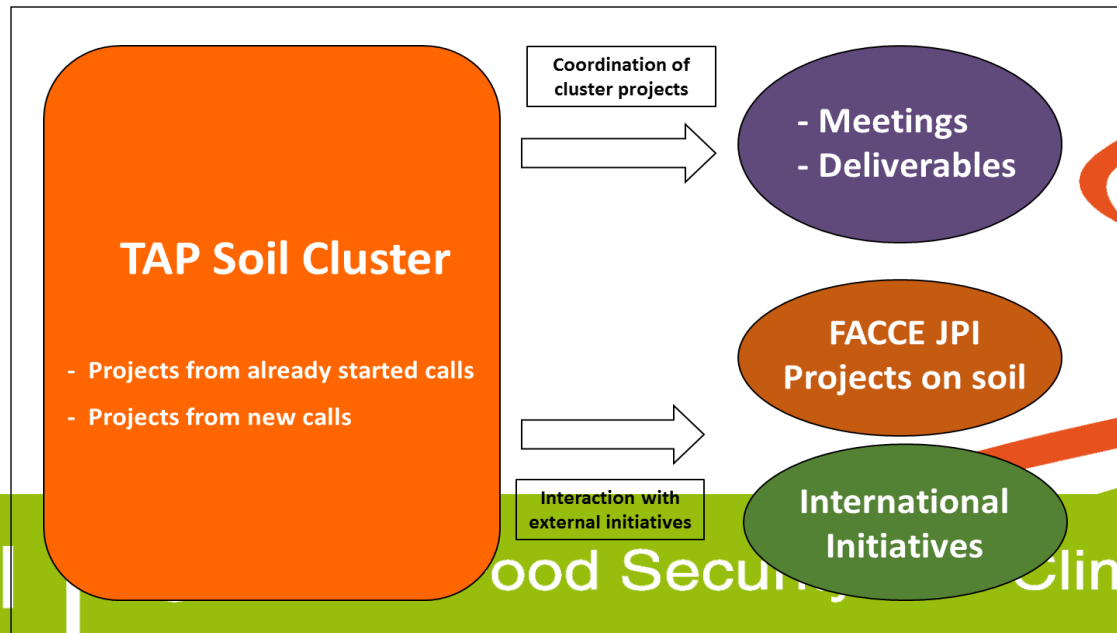 TAP Soil Cluster
- Projects from already started calls
- Projects from new calls
Coordination of
cluster projects
- Meetings
- Deliverables
FACCE JPI
Projects on soil
Interaction with
external initiatives
International
Initiatives